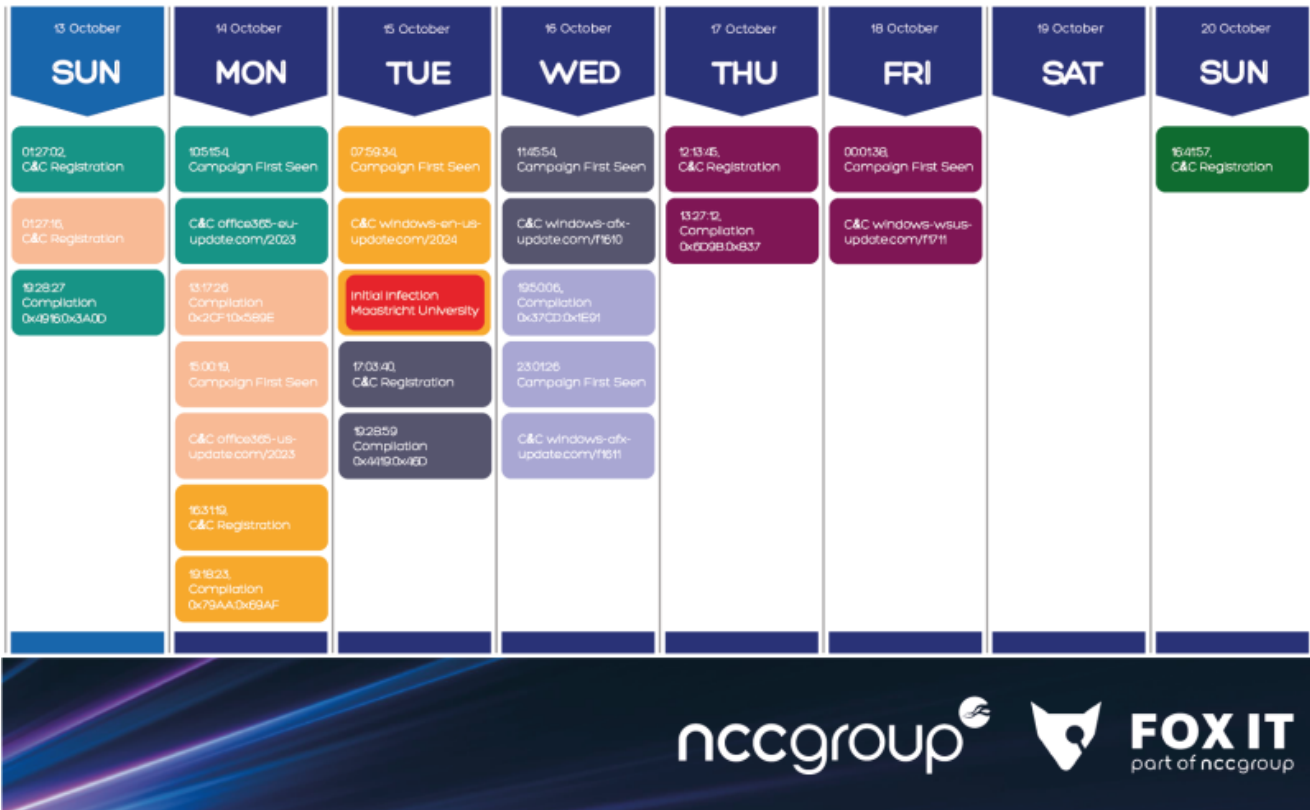 13 October
SUN
01:27:02,
C&C Registration
01:27:16,
C&C Registration
19:28:27
Compilation
0x4916:0x3A0D
14 October
MON
10:51:54,
Campaign First Seen
C&C office365-eu-
update.com/2023
13:17:26
Compilation
0x2CF1:0x5B9E
15:00:19,
Campaign First Seen
C&C office365-us-
update.com/2023
16:31:19,
C&C Registration
19:18:23,
Compilation
0x79AA:0x69AF
15 October
TUE
07:59:34,
Campaign First Seen
C&C windows-en-us-
update.com/2024
Initial Infection
Maastricht University
17:03:40,
C&C Registration
19:28:59
Compilation
0x4419:0x46D
16 October
WED
11:45:54,
Campaign First Seen
C&C windows-afx-
update.com/f1610
19:50:06,
Compilation
0x37CD:0x1E91
23:01:26
Campaign First Seen
C&C windows-afx-
update.com/f1611
17 October
THU
12:13:45,
C&C Registration
13:27:12,
Compilation
0x6D9B:0xB37
18 October
FRI
00:01:38,
Campaign First Seen
C&C windows-wsus-
update.com/f1711
19 October
SAT
20 October
SUN
16:41:57,
C&C Registration
nccgroup
FOX IT
part of nccgroup